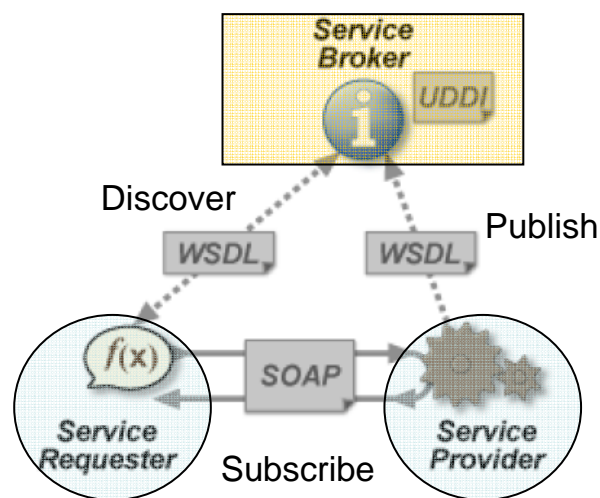 Service
Broker
i
UDDI
Discover
Publish
WSDL
WSDL
f(x)
SOAP
Service
Requester
Subscribe
Service
Provider